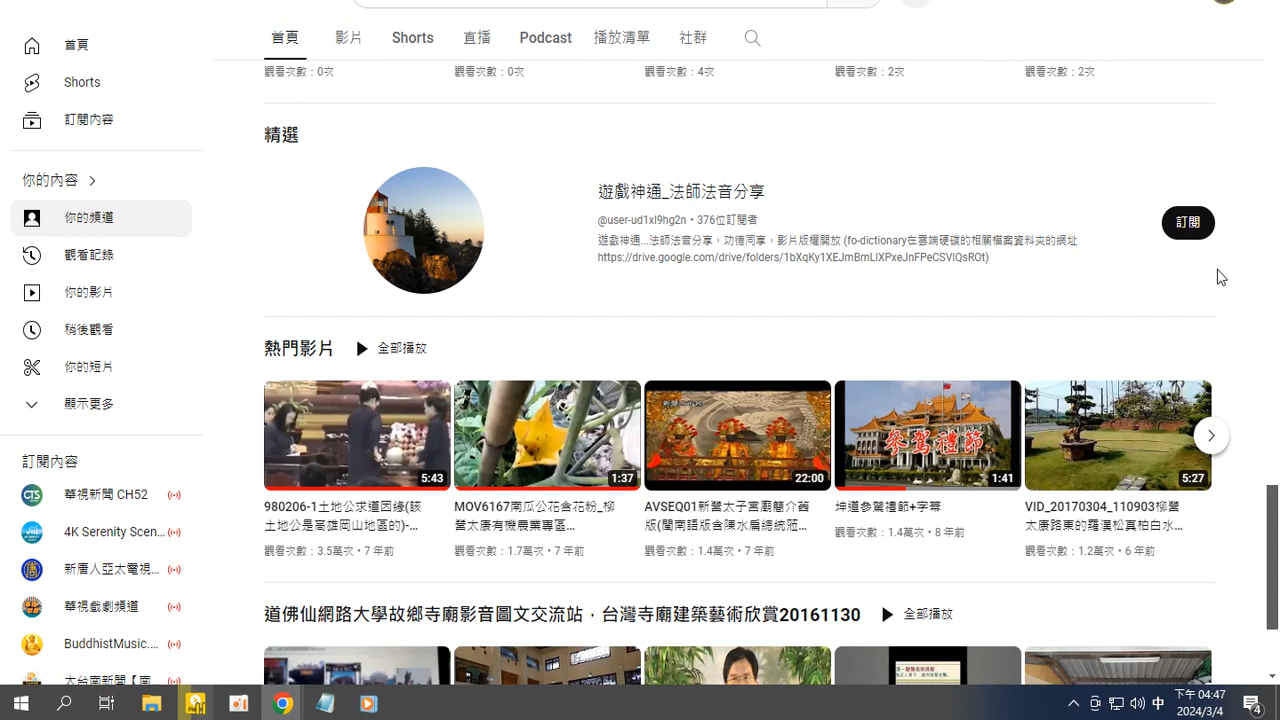 首頁
影片
Shorts
直播
Podcast
播放清單
社群
首頁
Shorts
訂閱內容
你的內容
你的頻道
觀看記錄
你的影片
稍後觀看
你的短片
顯示更多
訂閱內容
華視新聞 CH52
4K Serenity Scen...
新唐人亞太電視...
華視戲劇頻道
BuddhistMusic....
大台南新聞【南
觀看次數：0次
觀看次數：0次
觀看次數：4次
觀看次數：2次
觀看次數：2次
精選
遊戲神通_法師法音分享
@user-ud1xl9hg2n • 376位訂閱者
遊戲神通...法師法音分享，功德同享，影片版權開放 (fo-dictionary在雲端硬碟的相關檔案資料夾的網址
https://drive.google.com/drive/folders/1bXqKy1XEJmBmLIXPxeJnFPeCSVlQsROt)
訂閱
熱門影片
全部播放
5:43
1:37
新營太子宮
22:00
參駕禮節
1:41
5:27
980206-1土地公求道因緣(該
土地公是高雄岡山地區的)-...
觀看次數：3.5萬次 • 7 年前
MOV6167南瓜公花含花粉_柳
營太康有機農業專區...
觀看次數：1.7萬次 • 7 年前
AVSEQ01新營太子宮廟簡介舊
版(閩南語版含陳水扁總統蒞...
觀看次數：1.4萬次 • 7 年前
坤道參駕禮節+字幕
觀看次數：1.4萬次 • 8 年前
VID_20170304_110903柳營
太康路東的羅漢松真柏白水...
觀看次數：1.2萬次 • 6 年前
道佛仙網路大學故鄉寺廟影音圖文交流站．台灣寺廟建築藝術欣賞20161130
全部播放
中
下午 04:47
2024/3/4
4